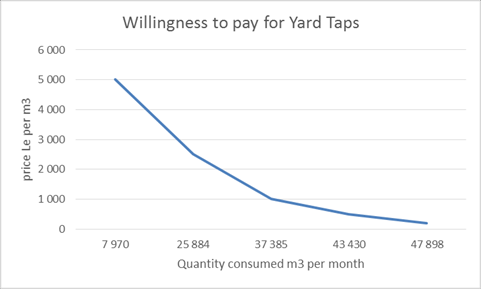 Willingness to pay for Yard Taps
6 000
5 000
4 000
3 000
2 000
1 000
0
price Le per m3
7 970 25 884 37 385 43 430 47 898
Quantity consumed m3 per month